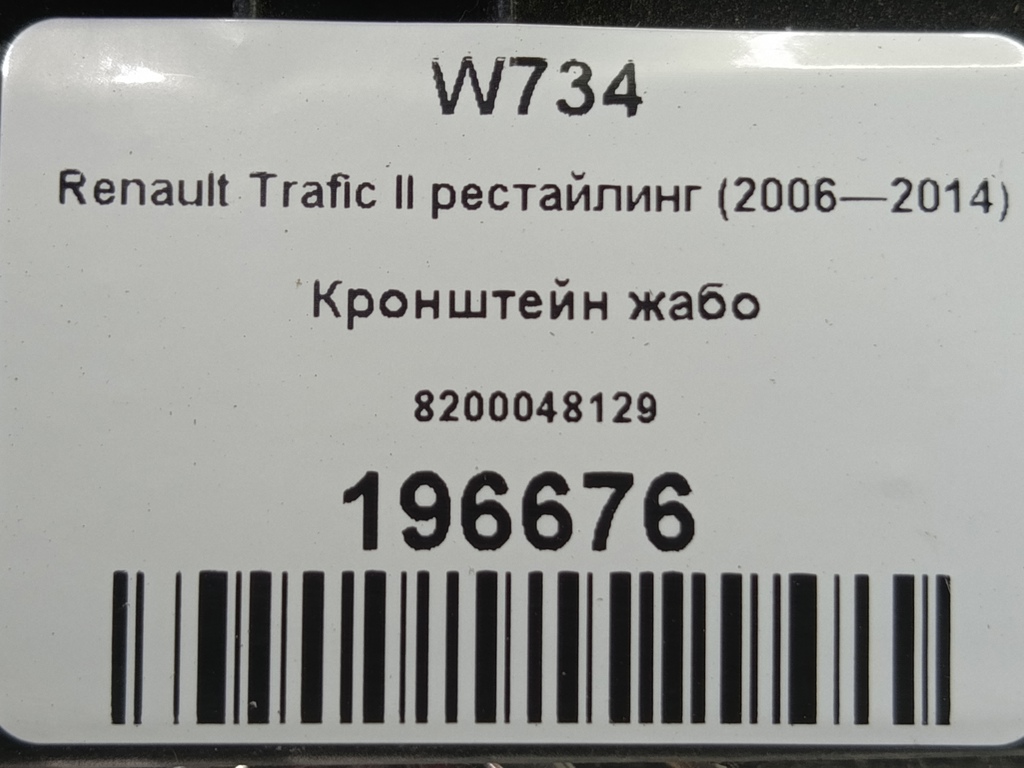 W734
Renault Trafic II рестайлинг (2006—2014)
Кронштейн жабо
8200048129
196676